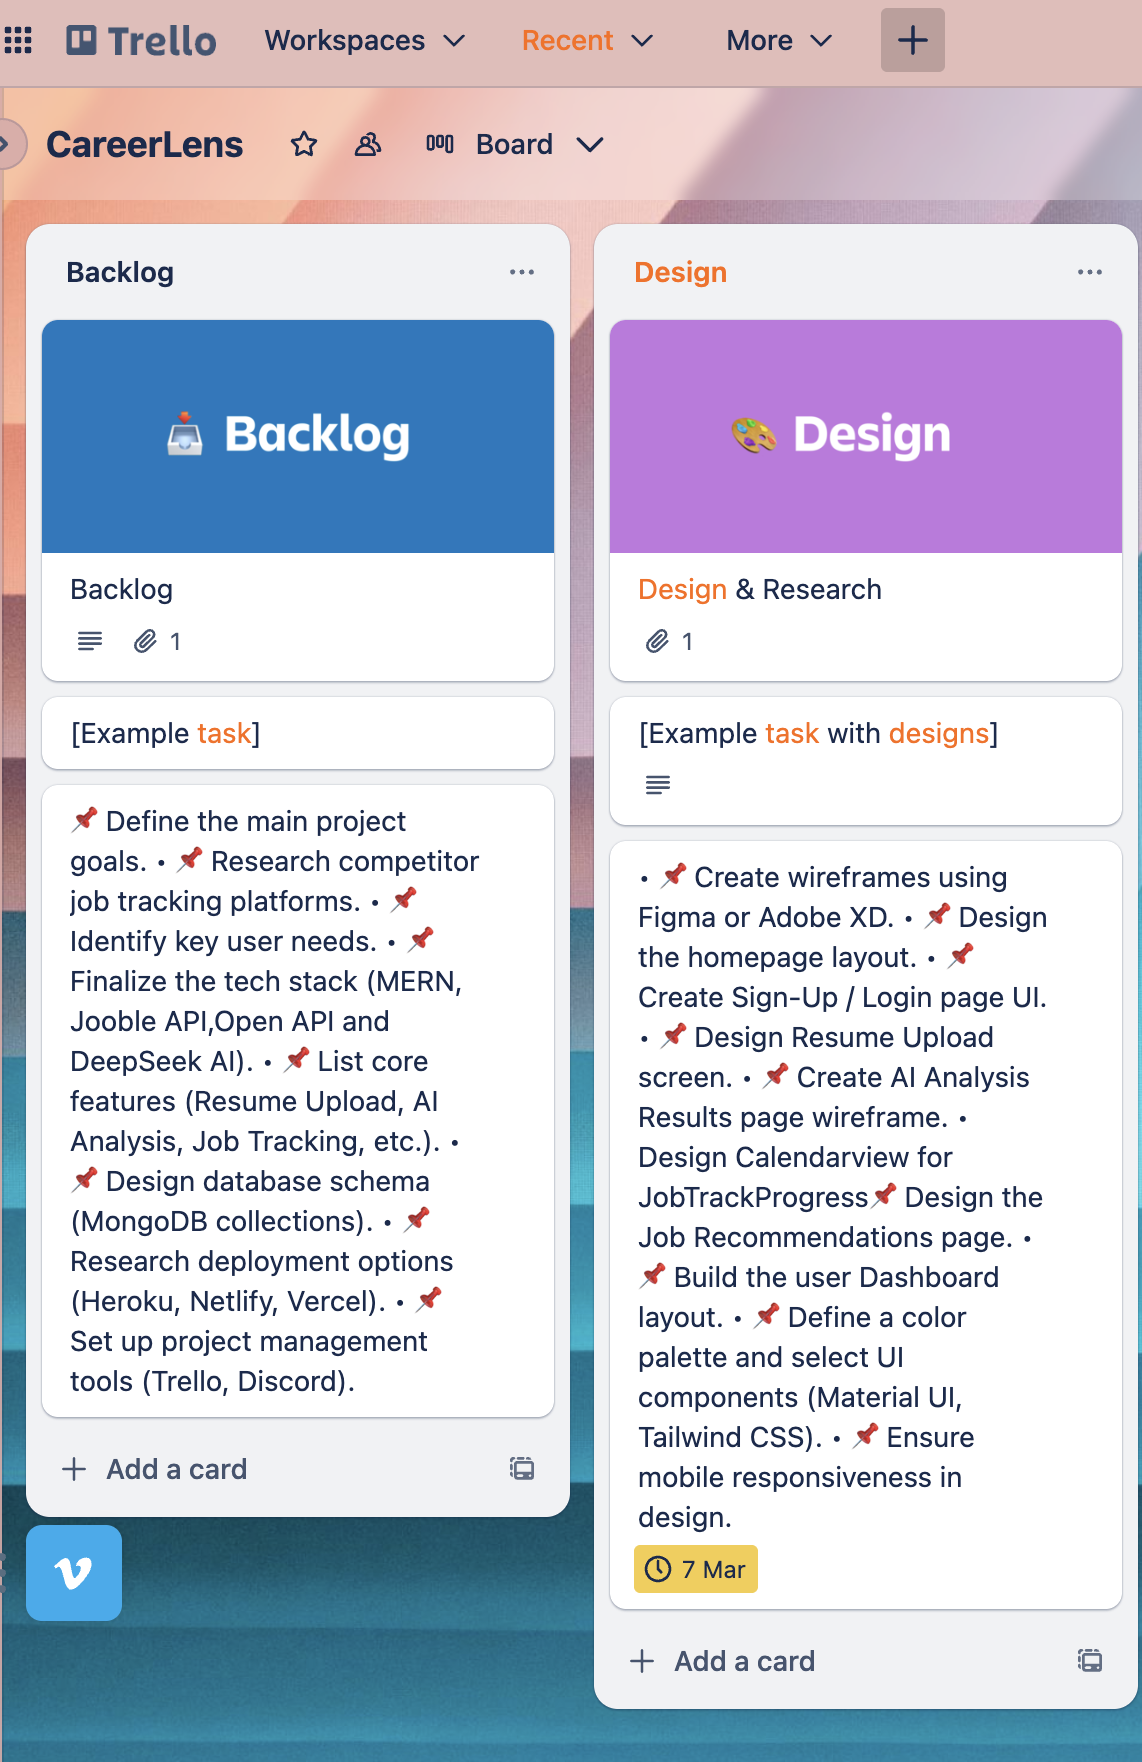 Trello Workspaces Recent More
CareerLens Board
Backlog
Backlog
Backlog
1
[Example task]
📌 Define the main project
goals. • 📌 Research competitor
job tracking platforms. • 📌
Identify key user needs. • 📌
Finalize the tech stack (MERN,
Jooble API,Open API and
DeepSeek AI). • 📌 List core
features (Resume Upload, AI
Analysis, Job Tracking, etc.). •
📌 Design database schema
(MongoDB collections). • 📌
Research deployment options
(Heroku, Netlify, Vercel). • 📌
Set up project management
tools (Trello, Discord).
Add a card
Design
Design
Design & Research
1
[Example task with designs]
• 📌 Create wireframes using
Figma or Adobe XD. • 📌 Design
the homepage layout. • 📌
Create Sign-Up / Login page UI.
• 📌 Design Resume Upload
screen. • 📌 Create AI Analysis
Results page wireframe. •
Design Calendarview for
JobTrackProgress📌 Design the
Job Recommendations page. •
📌 Build the user Dashboard
layout. • 📌 Define a color
palette and select UI
components (Material UI,
Tailwind CSS). • 📌 Ensure
mobile responsiveness in
design.
7 Mar
Add a card